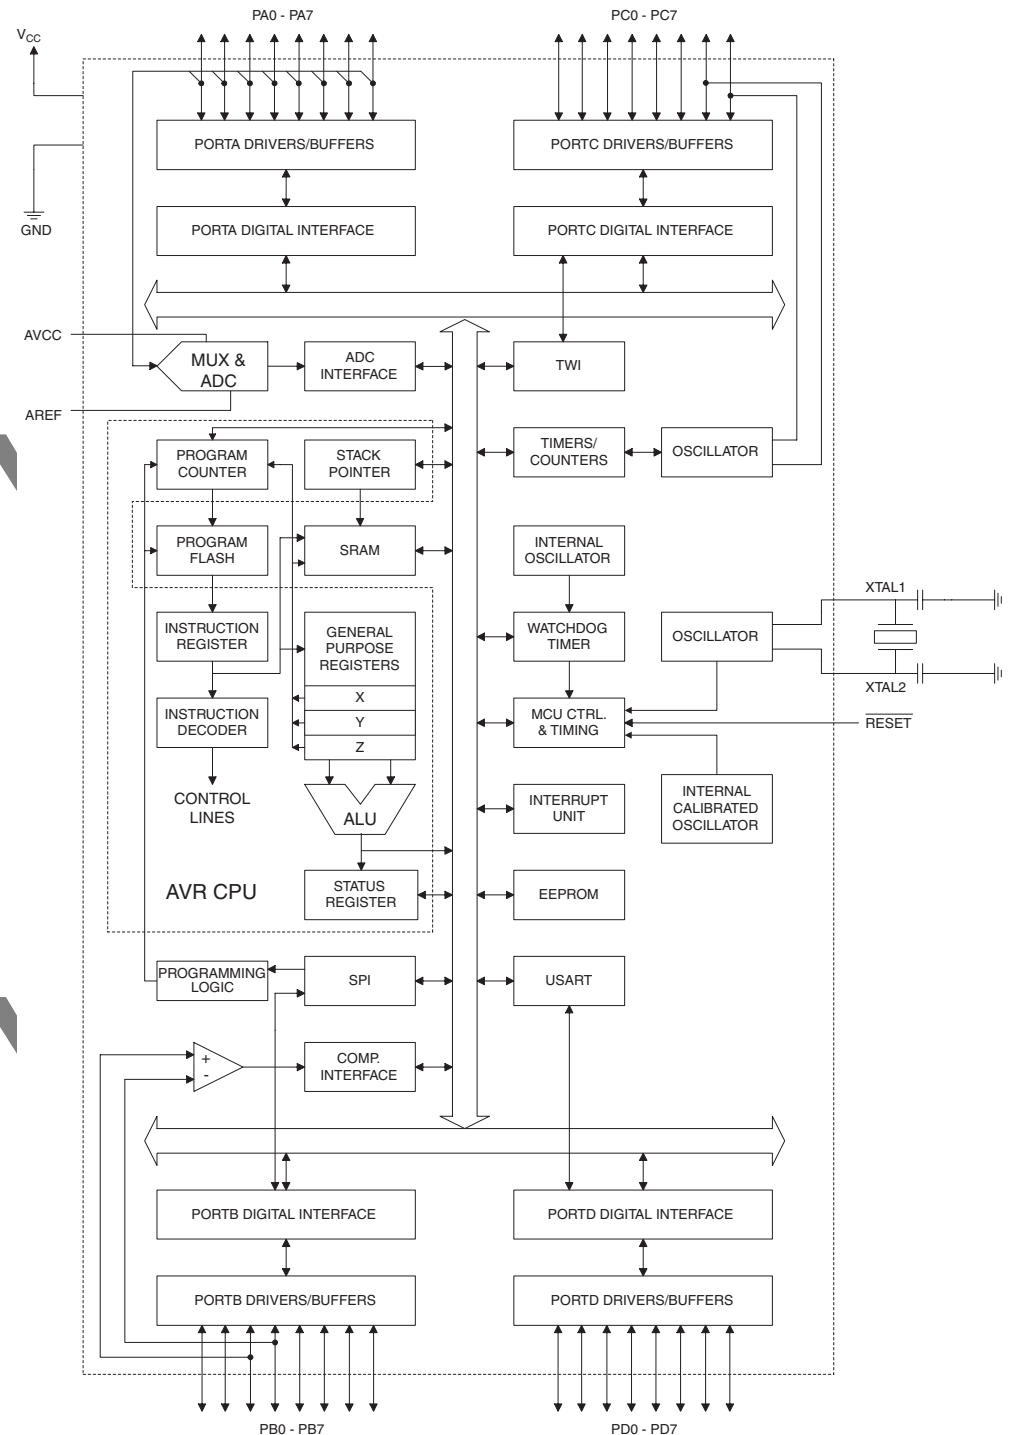 PA0 - PA7
PC0 - PC7
VCC
PORTA DRIVERS/BUFFERS
PORTC DRIVERS/BUFFERS
GND
PORTA DIGITAL INTERFACE
PORTC DIGITAL INTERFACE
AVCC
MUX &
ADC
ADC
INTERFACE
TWI
AREF
PROGRAM
COUNTER
STACK
POINTER
TIMERS/
COUNTERS
OSCILLATOR
PROGRAM
FLASH
SRAM
INTERNAL
OSCILLATOR
XTAL1
INSTRUCTION
REGISTER
GENERAL
PURPOSE
REGISTERS
WATCHDOG
TIMER
OSCILLATOR
XTAL2
X
Y
Z
INSTRUCTION
DECODER
MCU CTRL.
& TIMING
RESET
CONTROL
LINES
ALU
INTERRUPT
UNIT
INTERNAL
CALIBRATED
OSCILLATOR
AVR CPU
STATUS
REGISTER
EEPROM
PROGRAMMING
LOGIC
SPI
USART
+
-
COMP.
INTERFACE
PORTB DIGITAL INTERFACE
PORTD DIGITAL INTERFACE
PORTB DRIVERS/BUFFERS
PORTD DRIVERS/BUFFERS
PB0 - PB7
PD0 - PD7